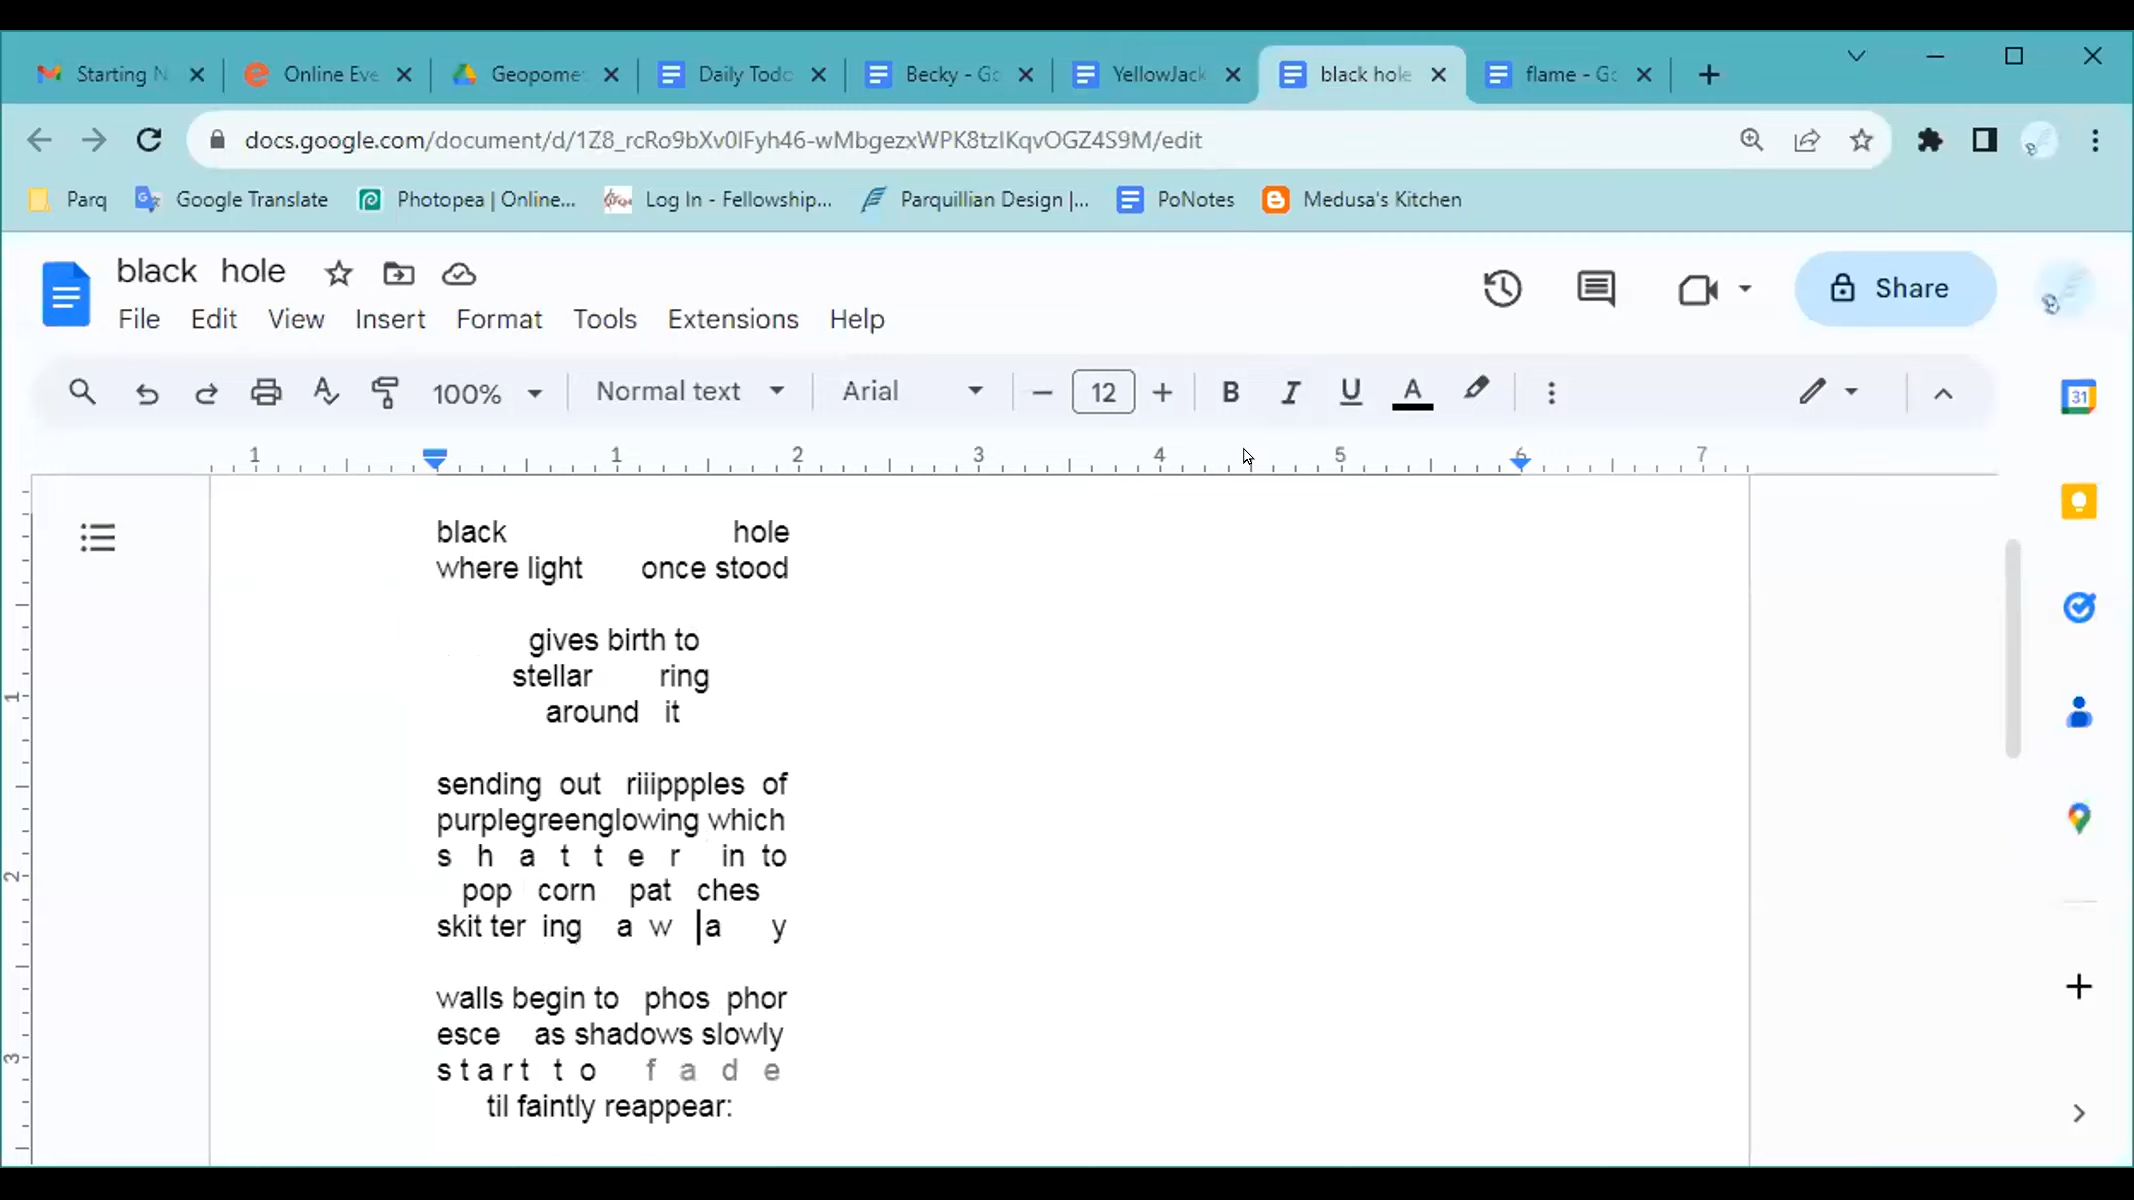 Starting N
Online Eve
Geopome
Daily Todo
Becky - Go
YellowJack
black hole
flame - Go
docs.google.com/document/d/1Z8_rcRo9bXv0lFyh46-wMbgezxWPK8tzIKqvOGZ4S9M/edit
Parq
Google Translate
Photopea | Online...
Log In - Fellowship...
Parquillian Design |...
PoNotes
Medusa's Kitchen
black hole
Share
File Edit View Insert Format Tools Extensions Help
100% Normal text Arial 12 B I U A
31
1 1 2 3 4 5 6 7
black hole
where light once stood
gives birth to
stellar ring
around it
sending out riiippples of
purplegreenglowing which
s h a t t e r in to
pop corn pat ches
skit ter ing a w a y
walls begin to phos phor
esce as shadows slowly
s t a r t t o f a d e
til faintly reappear:
1
2
3